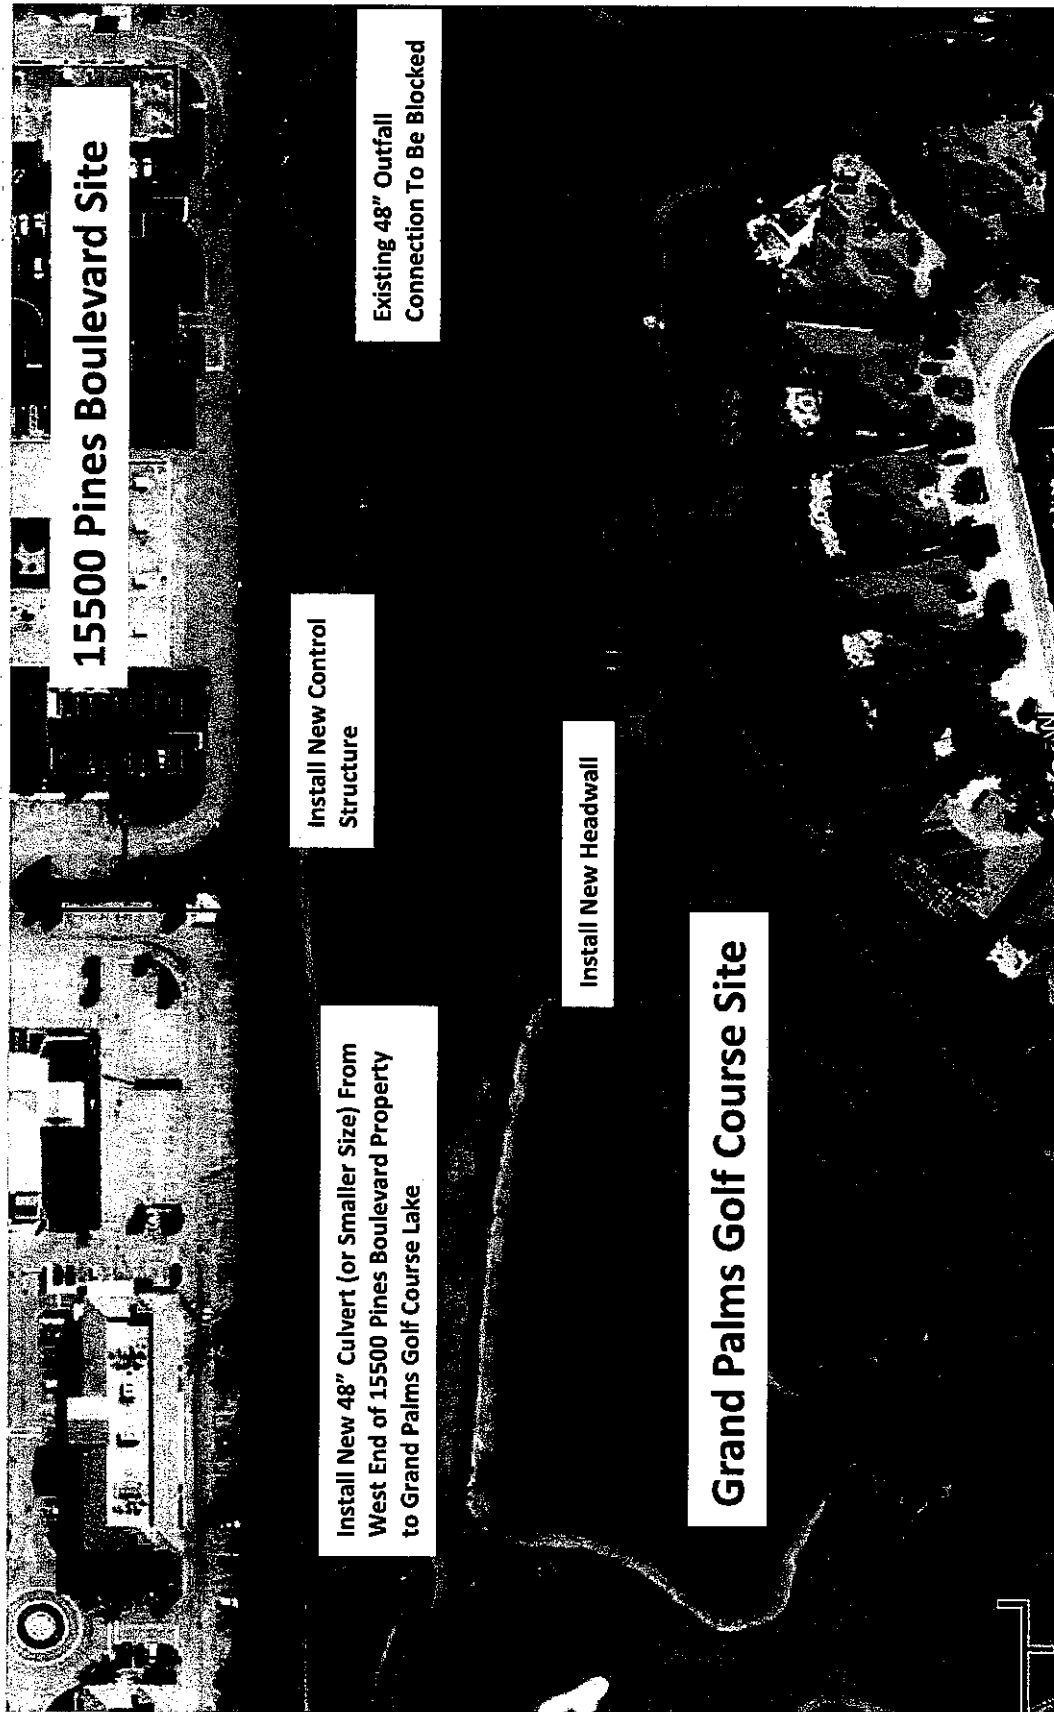 15500 Pines Boulevard Site
Existing 48” Outfall
Connection To Be Blocked
Install New Control
Structure
Install New Headwall
Install New 48” Culvert (or Smaller Size) From
West End of 15500 Pines Boulevard Property
to Grand Palms Golf Course Lake
Grand Palms Golf Course Site